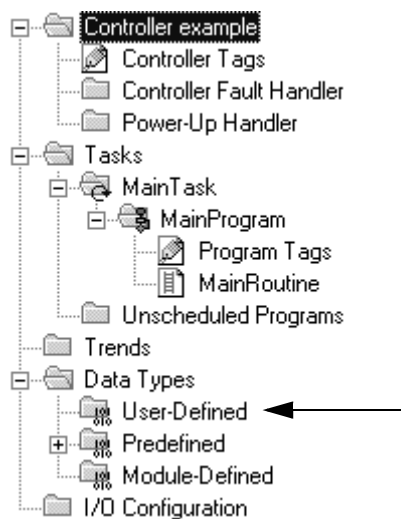 Controller example
Controller Tags
Controller Fault Handler
Power-Up Handler
Tasks
MainTask
MainProgram
Program Tags
MainRoutine
Unscheduled Programs
Trends
Data Types
User-Defined
Predefined
Module-Defined
I/O Configuration